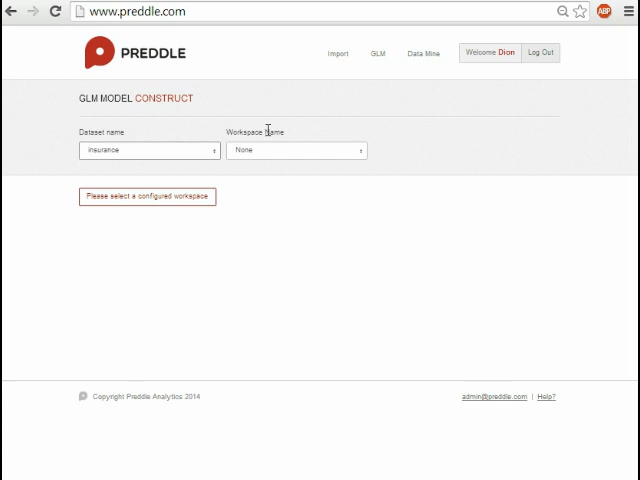 www.preddle.com
ABP
PREDDLE
Import
GLM
Data Mine
Welcome Dion
Log Out
GLM MODEL CONSTRUCT
Dataset name
Workspace Name
insurance
None
Please select a configured workspace
Copyright Preddle Analytics 2014
admin@preddle.com | Help?